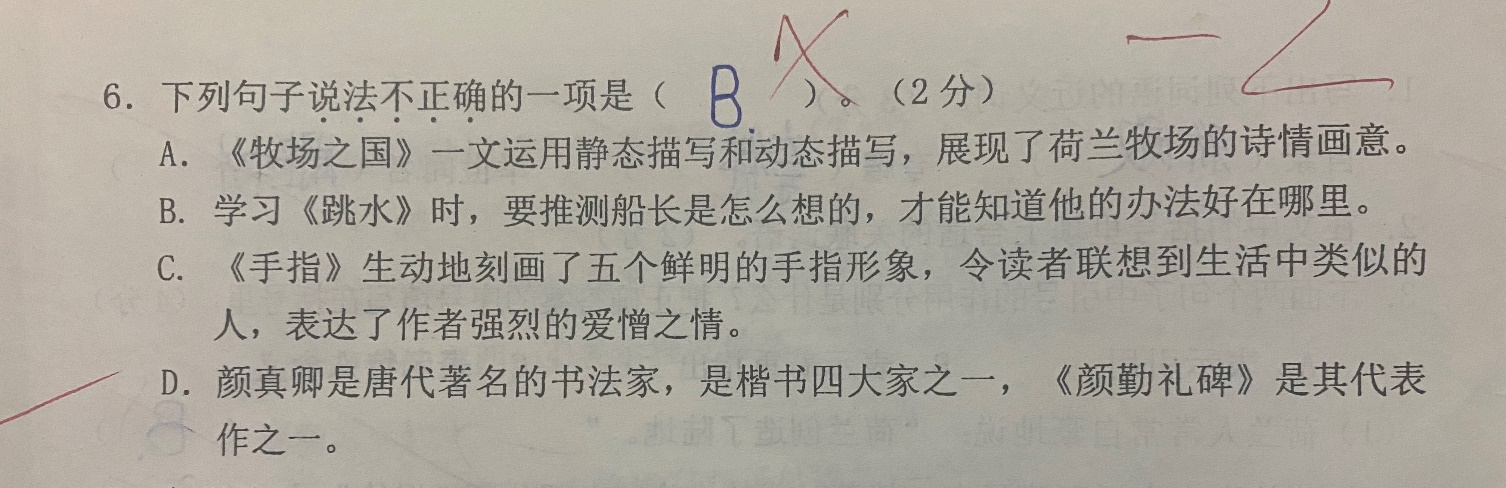 6. 下列句子说法不正确的一项是（ B. ）。（2 分） -2
A. 《牧场之国》一文运用静态描写和动态描写，展现了荷兰牧场的诗情画意。
B. 学习《跳水》时，要推测船长是怎么想的，才能知道他的办法好在哪里。
C. 《手指》生动地刻画了五个鲜明的手指形象，令读者联想到生活中类似的
人，表达了作者强烈的爱憎之情。
D. 颜真卿是唐代著名的书法家，是楷书四大家之一，《颜勤礼碑》是其代表
作之一。